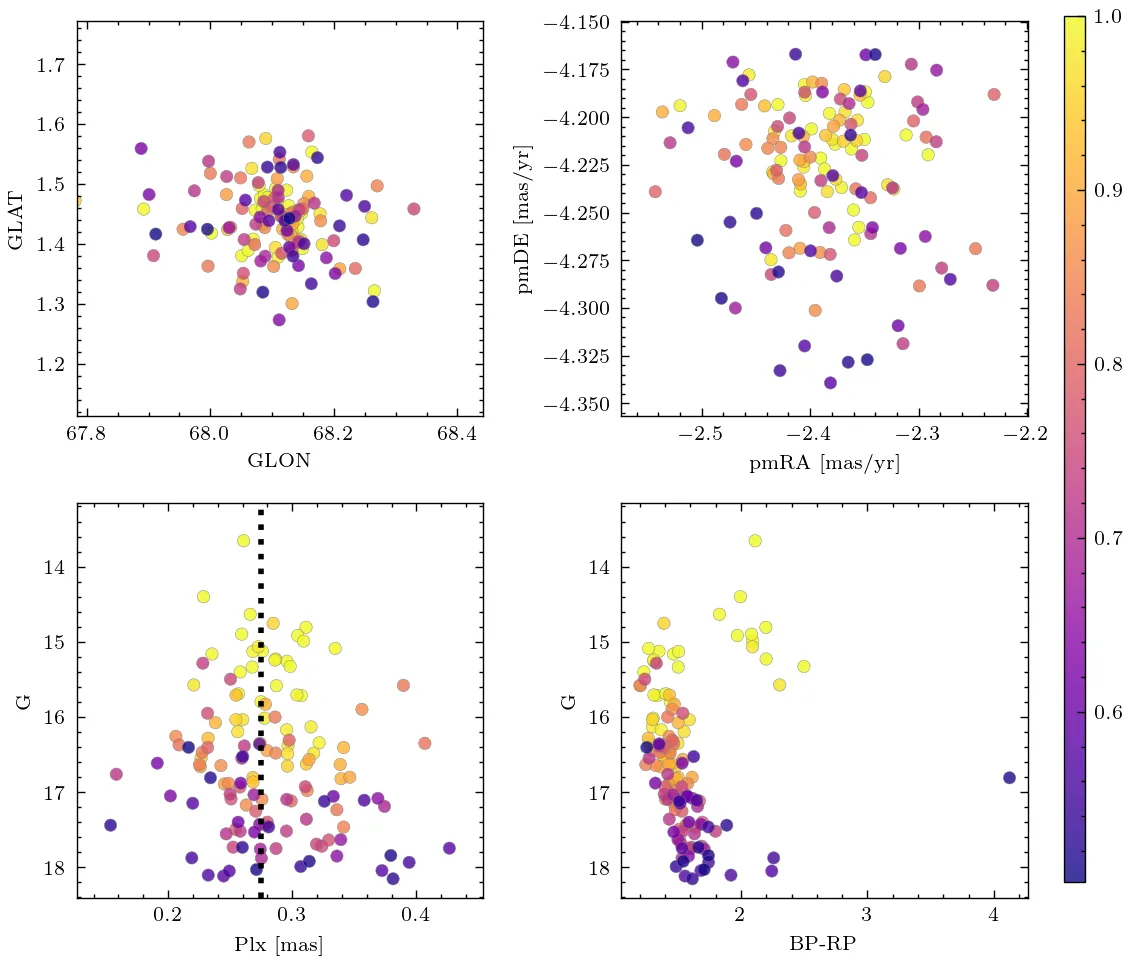 1.7
1.6
1.5
1.4
1.3
1.2
GLAT
67.8 68.0 68.2 68.4
GLON
−4.150
−4.175
−4.200
−4.225
−4.250
−4.275
−4.300
−4.325
−4.350
pmDE [mas/yr]
−2.5 −2.4 −2.3 −2.2
pmRA [mas/yr]
1.0
0.9
0.8
0.7
0.6
14
15
16
17
18
G
0.2 0.3 0.4
Plx [mas]
14
15
16
17
18
G
2 3 4
BP-RP